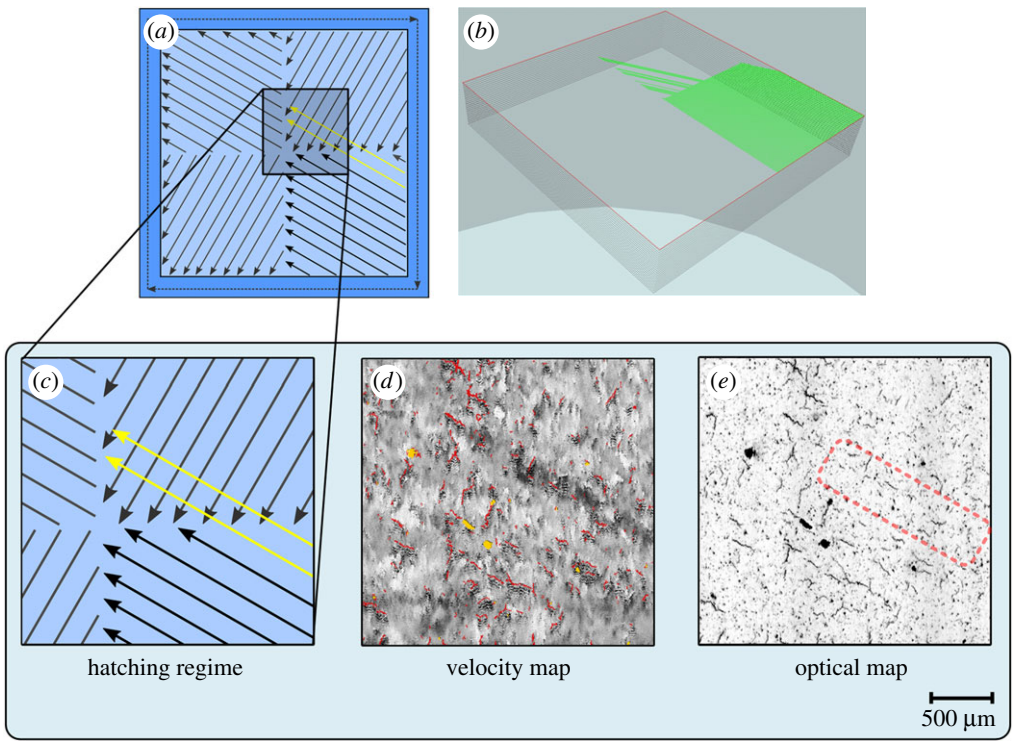 (a)
(b)
(c)
(d)
(e)
hatching regime
velocity map
optical map
500 µm